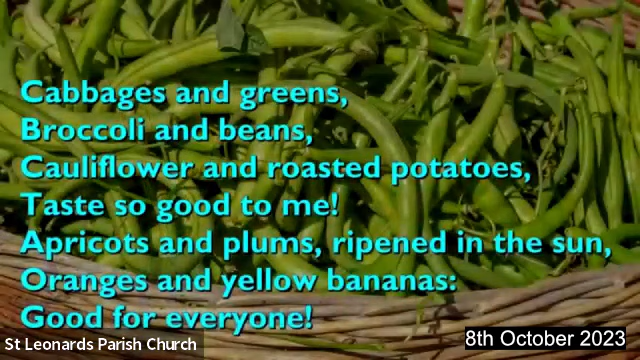 Cabbages and greens,
Broccoli and beans,
Cauliflower and roasted potatoes,
Taste so good to me!
Apricots and plums, ripened in the sun,
Oranges and yellow bananas:
Good for everyone!
St Leonards Parish Church
8th October 2023